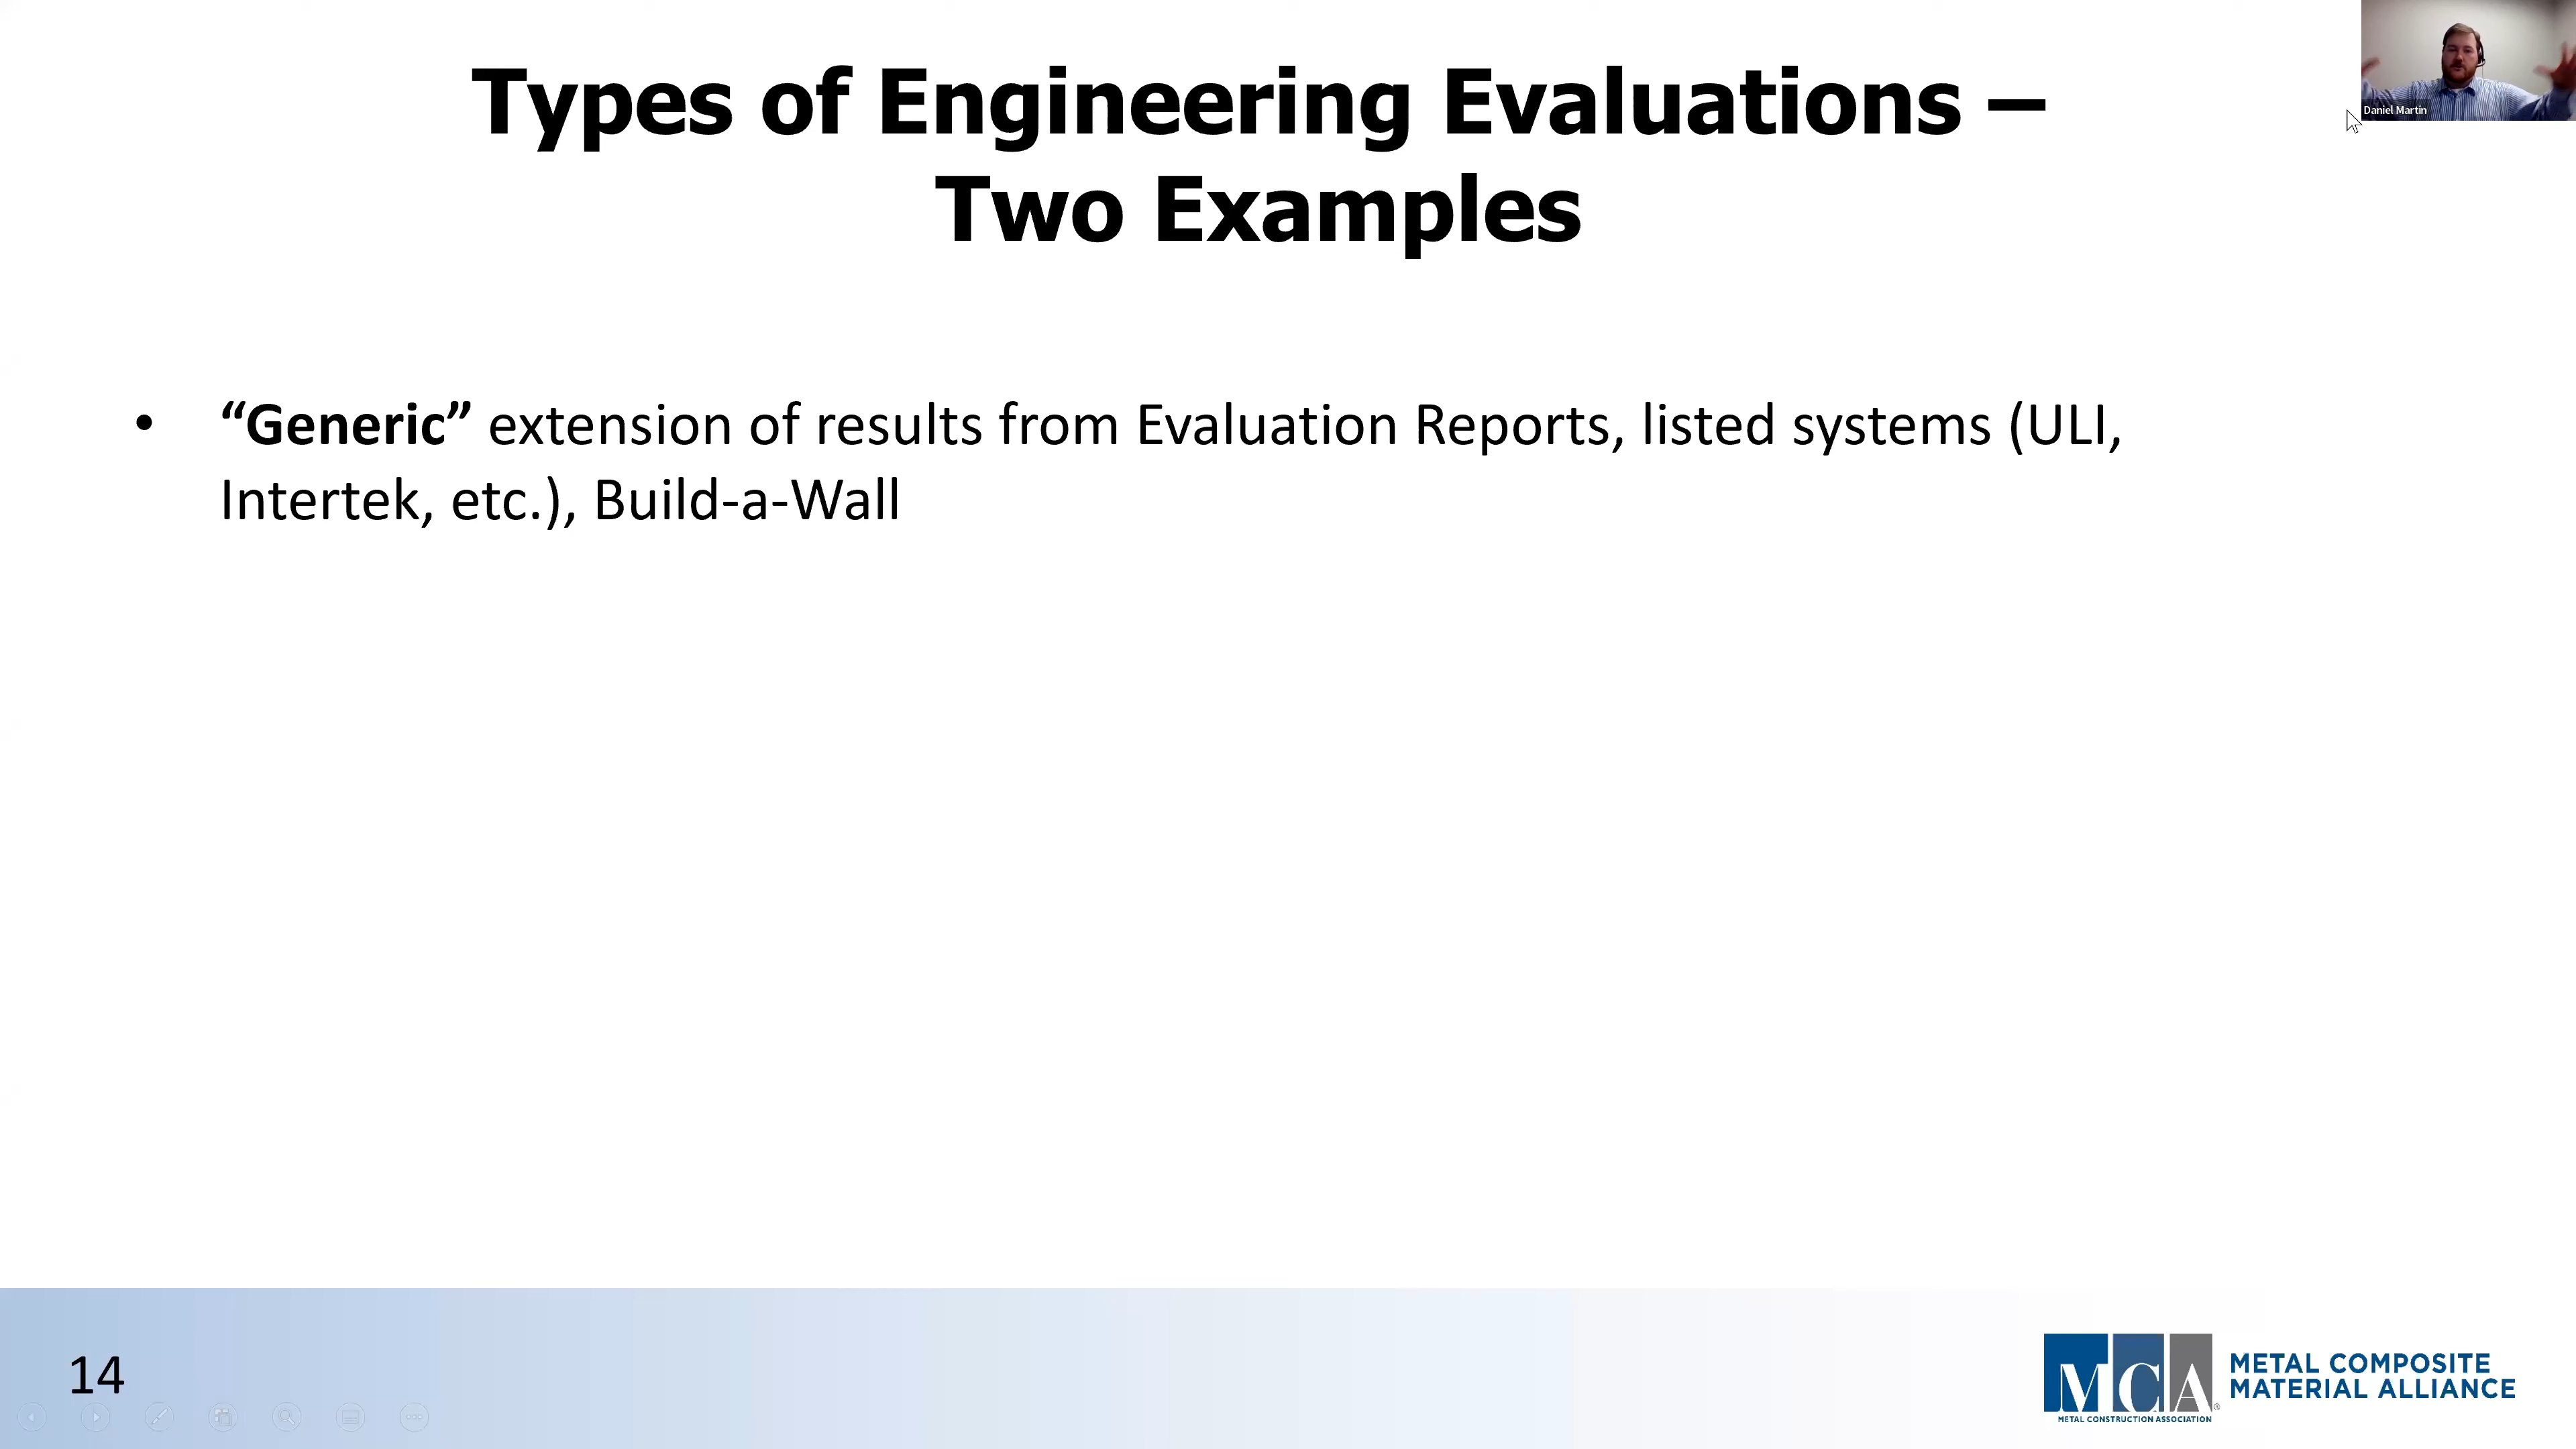 Types of Engineering Evaluations –
Two Examples
Daniel Martin
• “Generic” extension of results from Evaluation Reports, listed systems (ULI,
Intertek, etc.), Build-a-Wall
14
MCA®
METAL CONSTRUCTION ASSOCIATION
METAL COMPOSITE
MATERIAL ALLIANCE